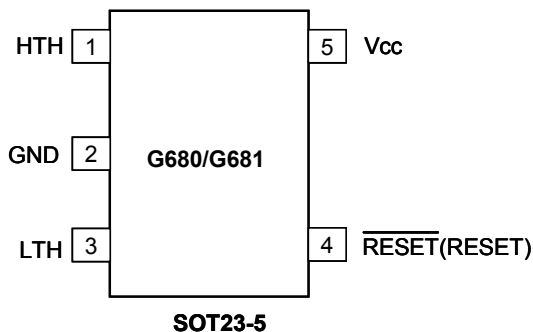 HTH 1 5 Vcc
GND 2 G680/G681
LTH 3 4 RESET(RESET)
SOT23-5